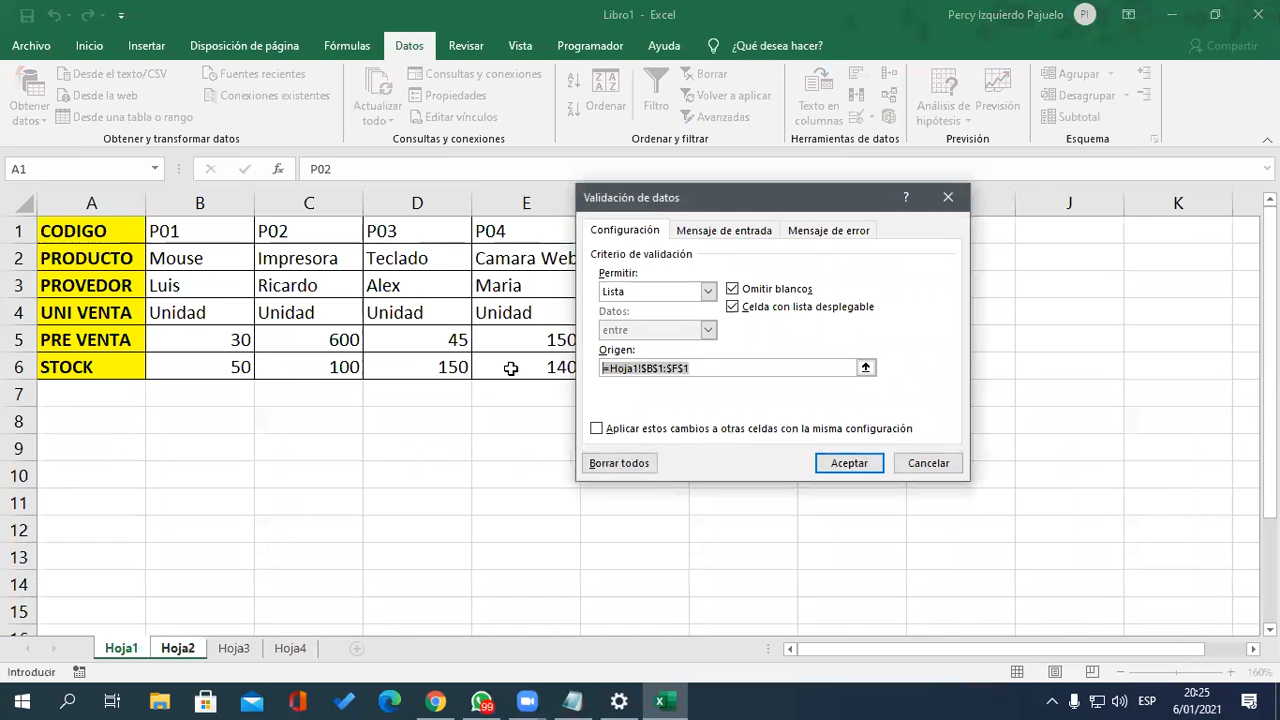 Libro1 - Excel
Percy Izquierdo Pajuelo
PI
Archivo Inicio Insertar Disposición de página Fórmulas Datos Revisar Vista Programador Ayuda ¿Qué desea hacer? Compartir
Obtener datos
Desde el texto/CSV
Desde la web
Desde una tabla o rango
Fuentes recientes
Conexiones existentes
Obtener y transformar datos
Actualizar todo
Consultas y conexiones
Propiedades
Editar vínculos
Consultas y conexiones
Ordenar
Filtro
Borrar
Volver a aplicar
Avanzadas
Ordenar y filtrar
Texto en columnas
Herramientas de datos
Análisis de hipótesis
Previsión
Previsión
Agrupar
Desagrupar
Subtotal
Esquema
A1 fx P02
A B C D E J K
1 CODIGO P01 P02 P03 P04
2 PRODUCTO Mouse Impresora Teclado Camara Web
3 PROVEDOR Luis Ricardo Alex Maria
4 UNI VENTA Unidad Unidad Unidad Unidad
5 PRE VENTA 30 600 45 150
6 STOCK 50 100 150 140
7
8
9
10
11
12
13
14
15
Validación de datos
Configuración Mensaje de entrada Mensaje de error
Criterio de validación
Permitir:
Lista
Omitir blancos
Celda con lista desplegable
Datos:
entre
Origen:
=Hoja1!$B$1:$F$1
Aplicar estos cambios a otras celdas con la misma configuración
Borrar todos Aceptar Cancelar
Hoja1 Hoja2 Hoja3 Hoja4
Introducir
160%
99
ESP
20:25
6/01/2021